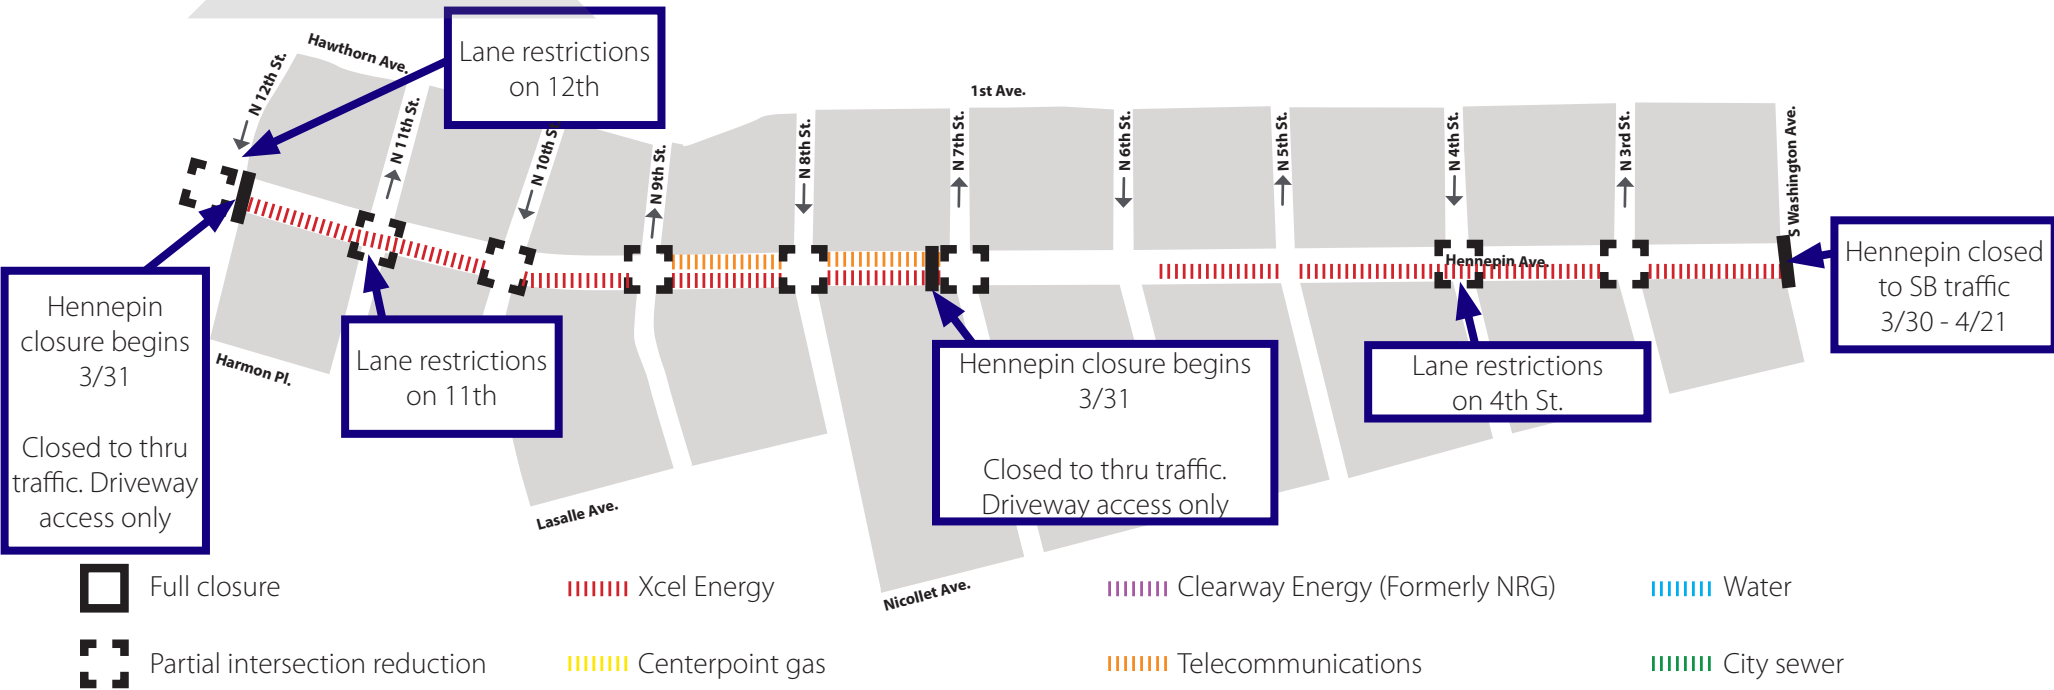 Lane restrictions
on 12th
Hawthorn Ave.
N 12th St.
N 11th St.
N 10th St.
N 9th St.
N 8th St.
1st Ave.
N 7th St.
N 6th St.
N 5th St.
N 4th St.
N 3rd St.
S Washington Ave.
Hennepin Ave.
Hennepin closed
to SB traffic
3/30 - 4/21
Hennepin
closure begins
3/31
Closed to thru
traffic. Driveway
access only
Harmon Pl.
Lane restrictions
on 11th
Hennepin closure begins
3/31
Closed to thru traffic.
Driveway access only
Lane restrictions
on 4th St.
Lasalle Ave.
Nicollet Ave.
Full closure
Xcel Energy
Clearway Energy (Formerly NRG)
Water
Partial intersection reduction
Centerpoint gas
Telecommunications
City sewer